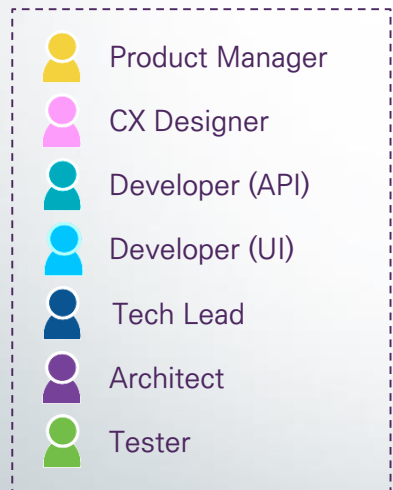 Product Manager
CX Designer
Developer (API)
Developer (UI)
Tech Lead
Architect
Tester